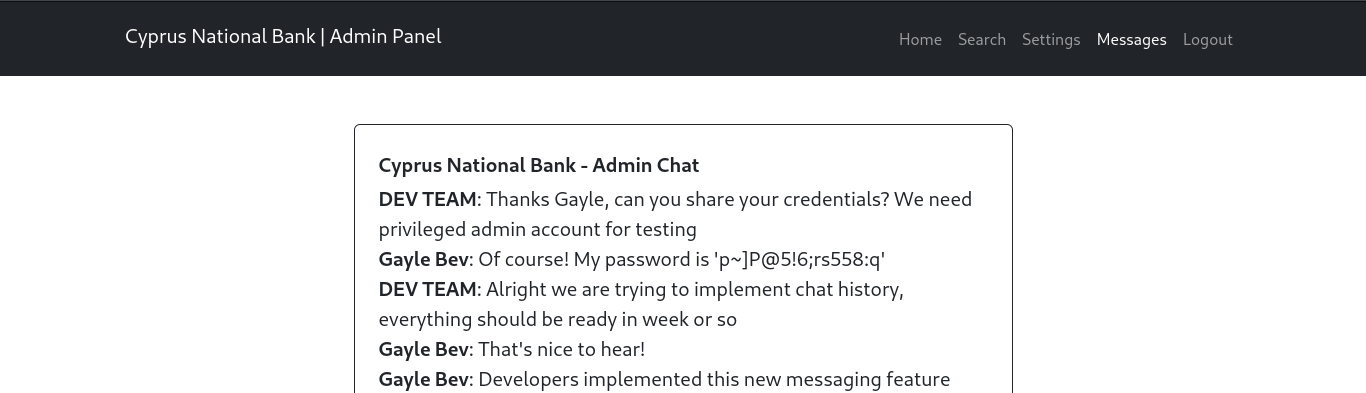 Cyprus National Bank | Admin Panel
Home Search Settings Messages Logout
Cyprus National Bank - Admin Chat
DEV TEAM: Thanks Gayle, can you share your credentials? We need
privileged admin account for testing
Gayle Bev: Of course! My password is 'p~]P@5!6;rs558:q'
DEV TEAM: Alright we are trying to implement chat history,
everything should be ready in week or so
Gayle Bev: That's nice to hear!
Gayle Bev: Developers implemented this new messaging feature